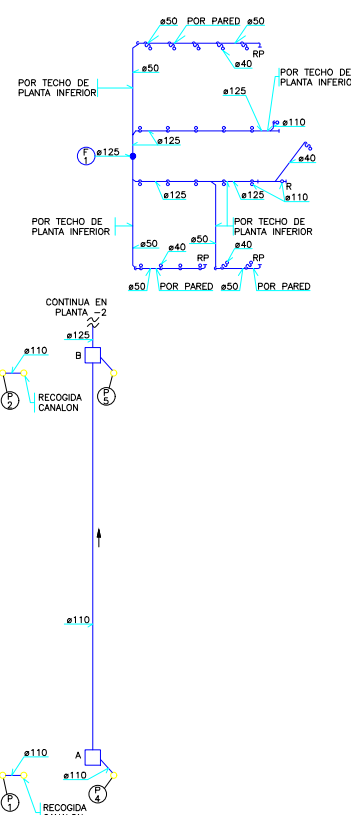 ø50
POR PARED
ø50
ø40
RP
ø50
POR TECHO DE
PLANTA INFERIOR
POR TECHO DE
PLANTA INFERIO
ø125
ø110
ø125
F
1
ø125
ø40
ø125
ø125
R
ø110
POR TECHO DE
PLANTA INFERIOR
POR TECHO DE
PLANTA INFERIOR
ø50
ø40
ø50
ø40
RP
RP
ø50
POR PARED
ø50
POR PARED
CONTINUA EN
PLANTA -2
ø125
B
ø110
P
2
RECOGIDA
CANALON
P
5
ø110
A
ø110
ø110
P
1
P
4
RECOGIDA
CANALON